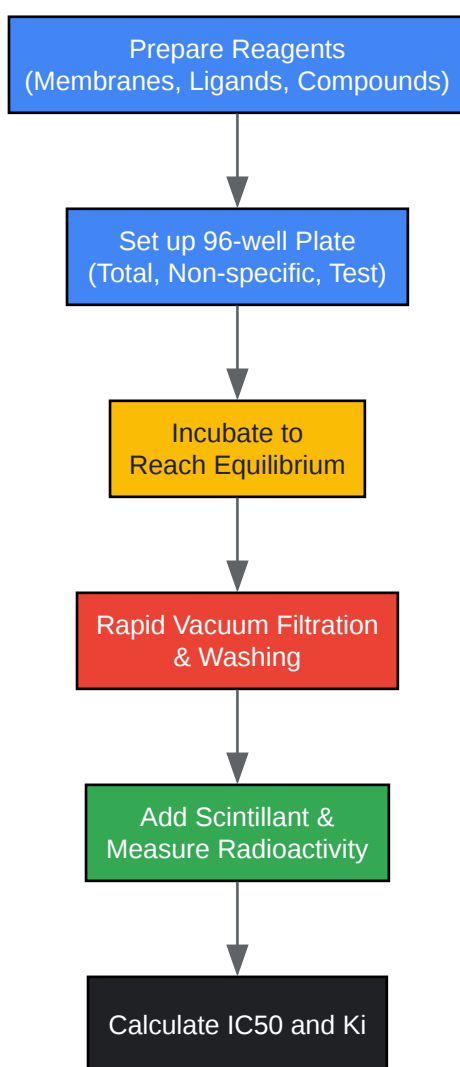 Prepare Reagents
(Membranes, Ligands, Compounds)
Set up 96-well Plate
(Total, Non-specific, Test)
Incubate to
Reach Equilibrium
Rapid Vacuum Filtration
& Washing
Add Scintillant &
Measure Radioactivity
Calculate IC50 and Ki